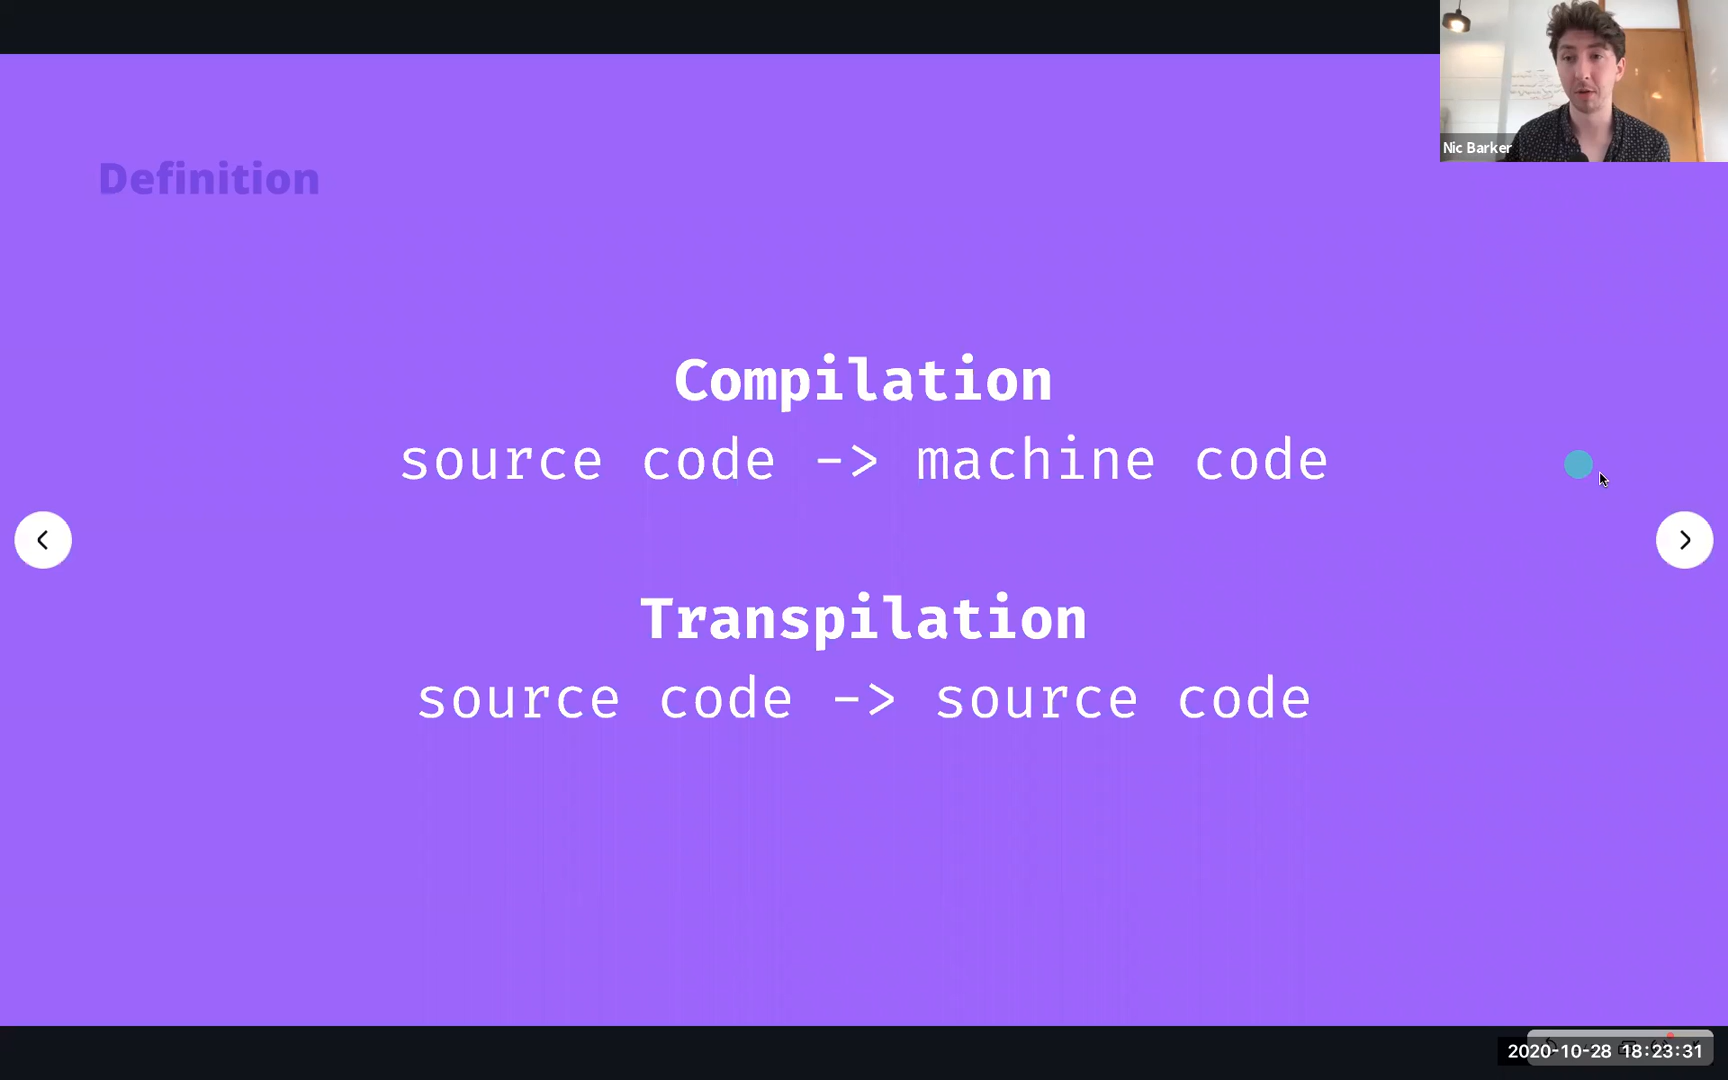 Nic Barker
Definition
Compilation
source code -> machine code
Transpilation
source code -> source code
2020-10-28 18:23:31